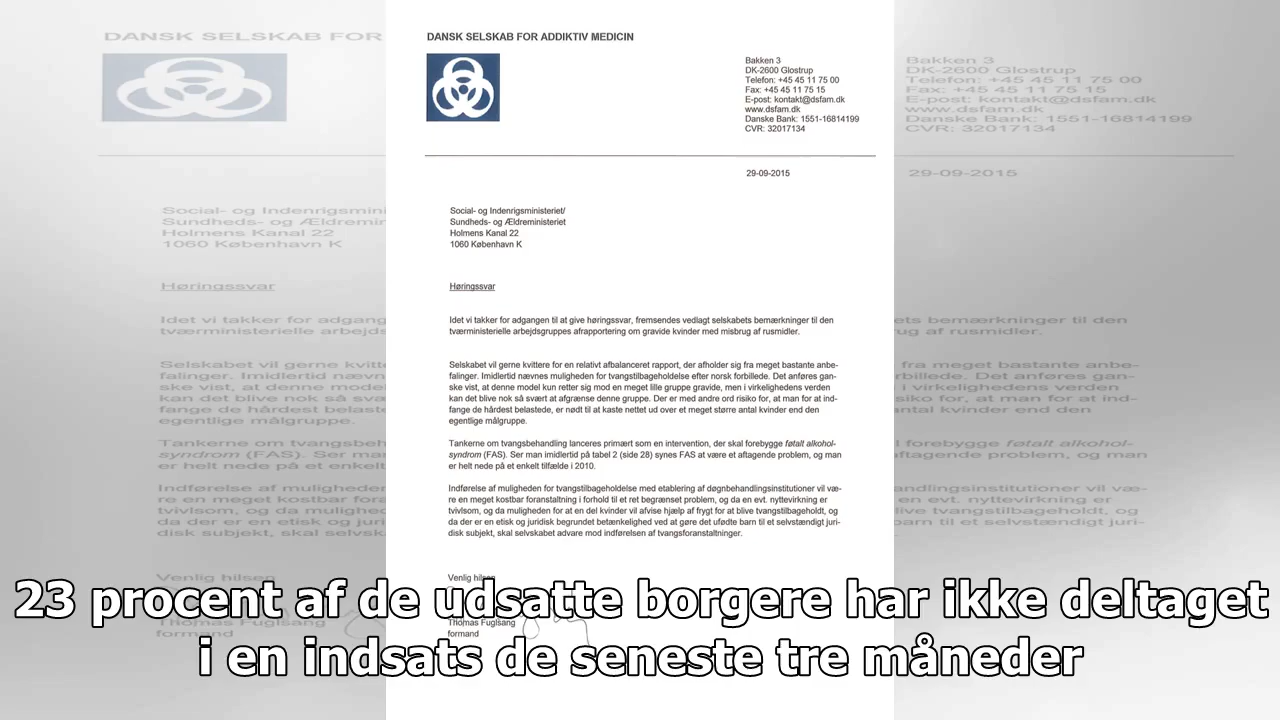 DANSK SELSKAB FOR ADDIKTIV MEDICIN
Bakken 3
DK-2600 Glostrup
Telefon: +45 45 11 75 00
Fax: +45 45 11 75 15
E-post: kontakt@dsfam.dk
www.dsfam.dk
Danske Bank: 1551-16814199
CVR: 32017134
29-09-2015
Social- og Indenrigsministeriet/
Sundheds- og Ældreministeriet
Holmens Kanal 22
1060 København K
Høringssvar
Idet vi takker for adgangen til at give høringssvar, fremsendes vedlagt selskabets bemærkninger til den
tværministerielle arbejdsgruppes afrapportering om gravide kvinder med misbrug af rusmidler.
Selskabet vil gerne kvittere for en relativt afbalanceret rapport, der afholder sig fra meget bastante anbe-
falinger. Imidlertid nævnes muligheden for tvangstilbageholdelse efter norsk forbillede. Det anføres gan-
ske vist, at denne model kun retter sig mod en meget lille gruppe gravide, men i virkelighedens verden
kan det blive nok så svært at afgrænse denne gruppe. Der er med andre ord risiko for, at man for at ind-
fange de hårdest belastede, er nødt til at kaste nettet ud over et meget større antal kvinder end den
egentlige målgruppe.
Tankerne om tvangsbehandling lanceres primært som en intervention, der skal forebygge føtalt alkohol-
syndrom (FAS). Ser man imidlertid på tabel 2 (side 28) synes FAS at være et aftagende problem, og man
er helt nede på et enkelt tilfælde i 2010.
Indførelse af muligheden for tvangstilbageholdelse med etablering af døgnbehandlingsinstitutioner vil væ-
re en meget kostbar foranstaltning i forhold til et ret begrænset problem, og da en evt. nyttevirkning er
tvivlsom, og da muligheden for at en del kvinder vil afvise hjælp af frygt for at blive tvangstilbageholdt, og
da der er en etisk og juridisk begrundet betænkelighed ved at gøre det ufødte barn til et selvstændigt juri-
disk subjekt, skal selvskabet advare mod indførelsen af tvangsforanstaltninger.
Venlig hilsen
Thomas Fuglsang
formand
23 procent af de udsatte borgere har ikke deltaget
i en indsats de seneste tre måneder